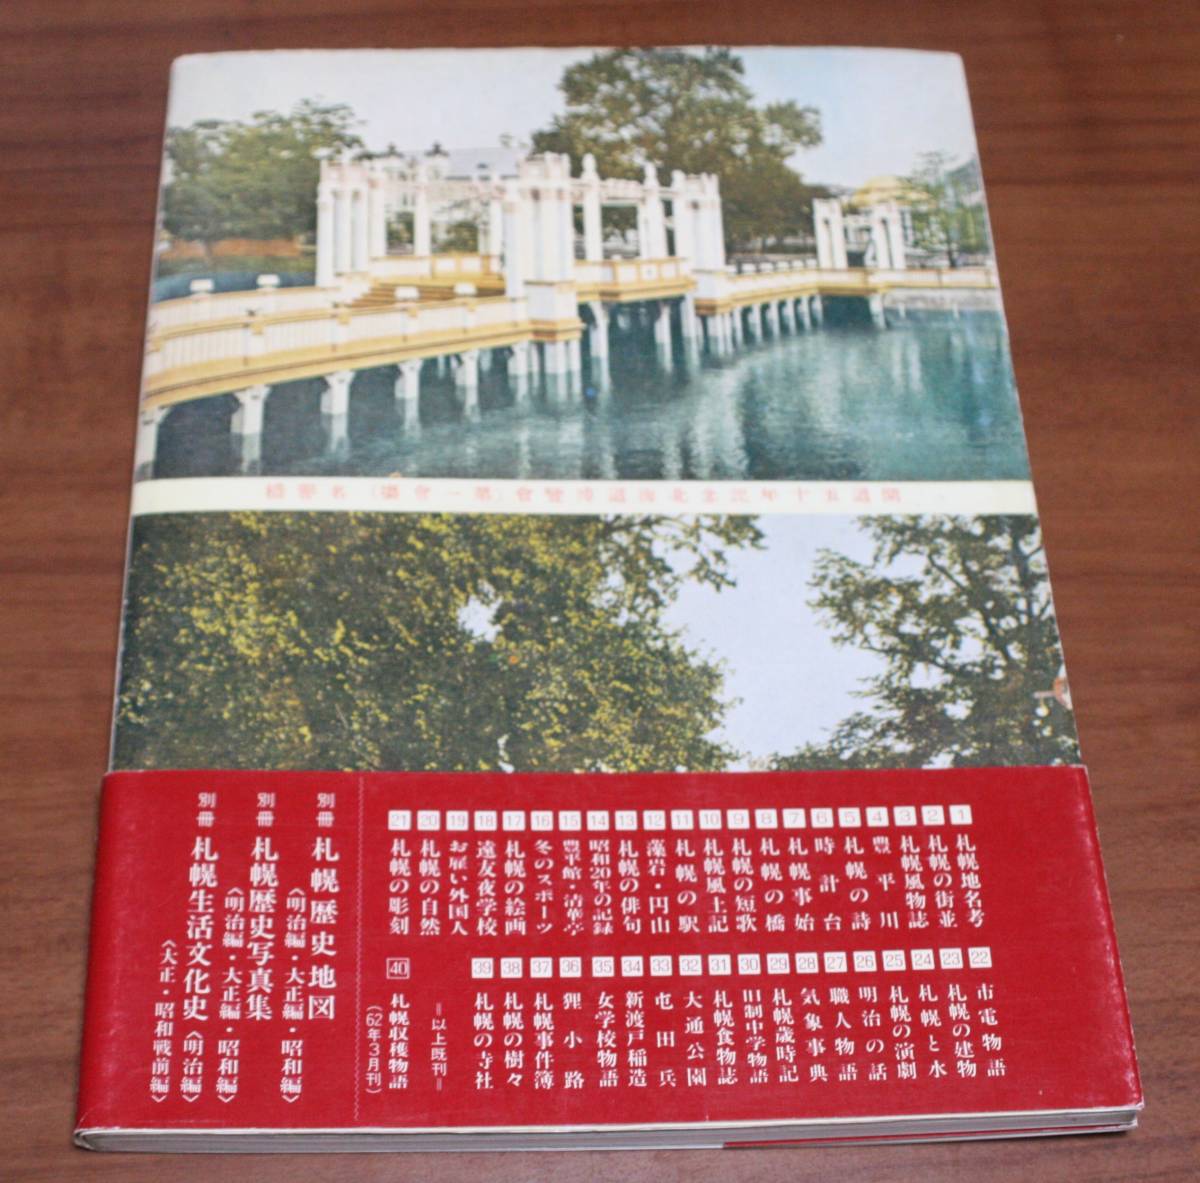 開道五十年記念北海道博覧會(第一會場)名譽橋
1 札幌地名考
2 札幌の街並
3 札幌風物誌
4 豊平川
5 札幌の詩
6 時計台
7 札幌事始
8 札幌の橋
9 札幌の短歌
10 札幌風土記
11 札幌の駅
12 藻岩・円山
13 札幌の俳句
14 昭和20年の記録
15 豊平館・清華亭
16 冬のスポーツ
17 札幌の絵画
18 遠友夜学校
19 お雇い外国人
20 札幌の自然
21 札幌の彫刻
22 市電物語
23 札幌の建物
24 札幌と水
25 札幌の演劇
26 明治の話
27 職人物語
28 気象事典
29 札幌歳時記
30 旧制中学物語
31 札幌食物誌
32 大通公園
33 屯田兵
34 新渡戸稲造
35 女学校物語
36 狸小路
37 札幌事件簿
38 札幌の樹々
39 札幌の寺社
=以上既刊=
40 札幌収穫物語
(62年3月刊)
別冊 札幌歴史地図
〈明治編・大正編・昭和編〉
別冊 札幌歴史写真集
〈明治編・大正編・昭和編〉
別冊 札幌生活文化史〈明治編〉
〈大正・昭和戦前編〉